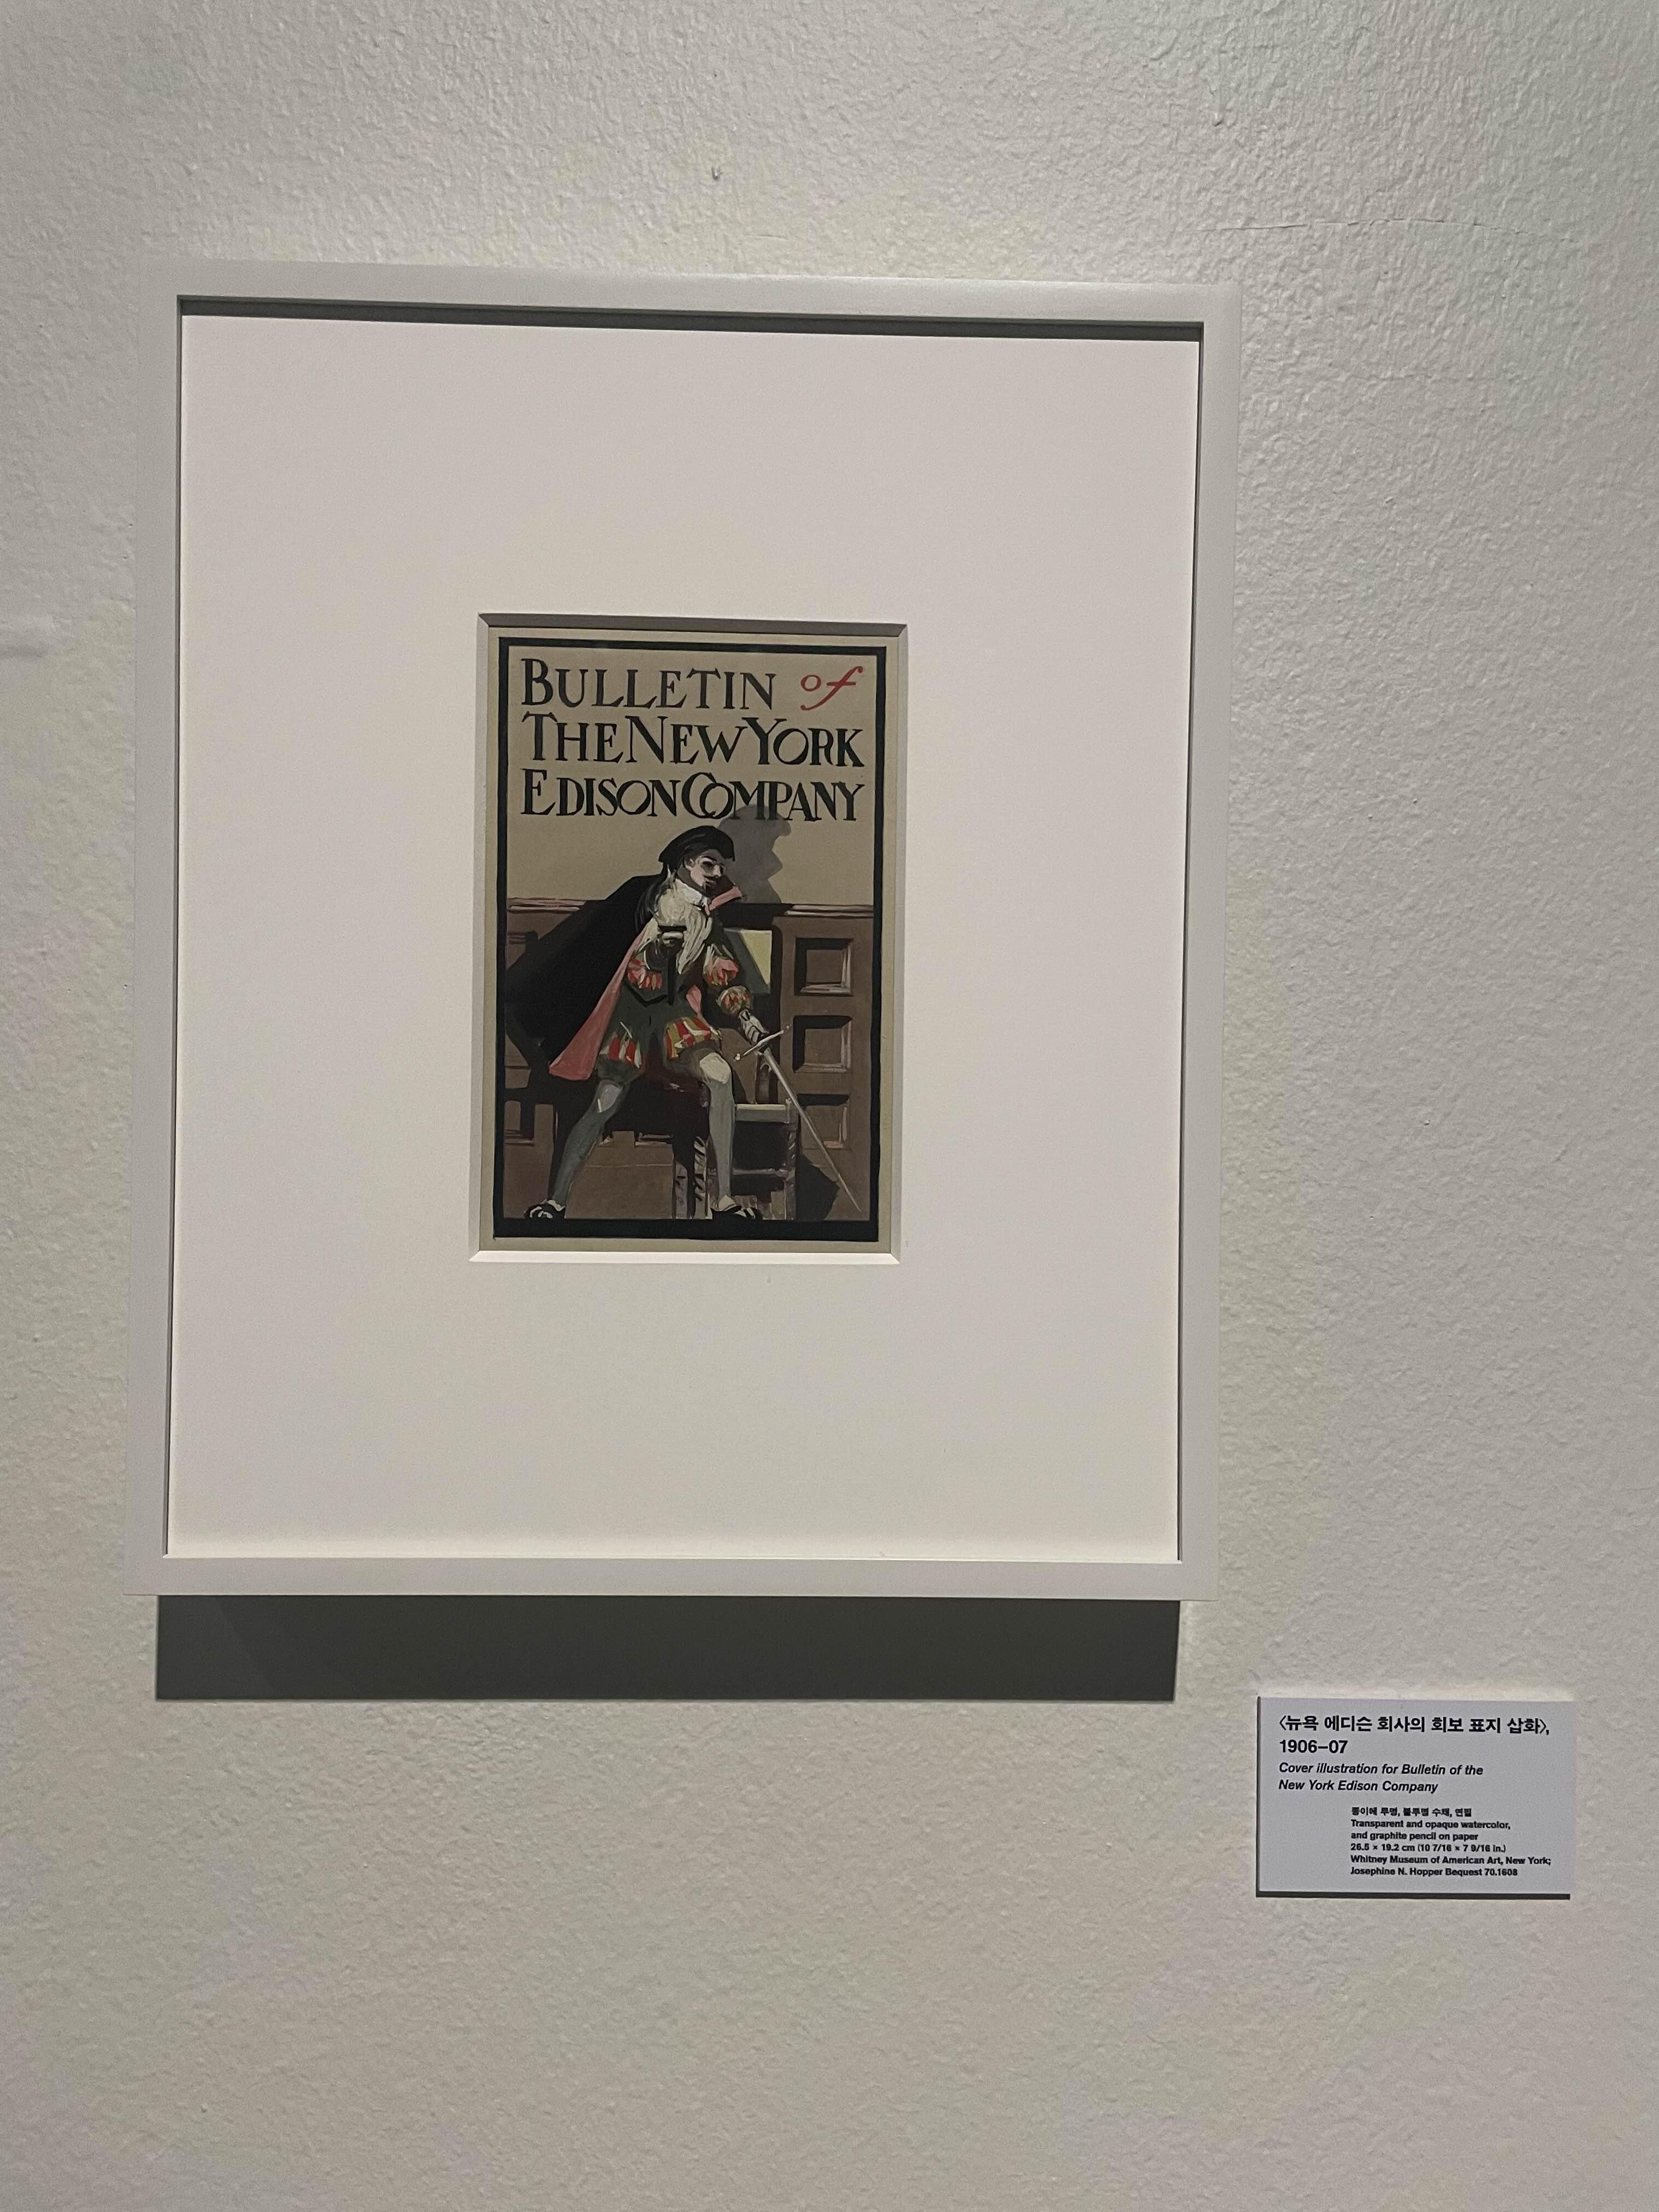 BULLETIN of
THE NEW YORK
EDISON COMPANY
〈뉴욕 에디슨 회사의 회보 표지 삽화〉,
1906–07
Cover illustration for Bulletin of the
New York Edison Company
종이에 투명, 불투명 수채, 연필
Transparent and opaque watercolor,
and graphite pencil on paper
26.5 × 19.2 cm (10 7/16 × 7 9/16 in.)
Whitney Museum of American Art, New York;
Josephine N. Hopper Bequest 70.1608